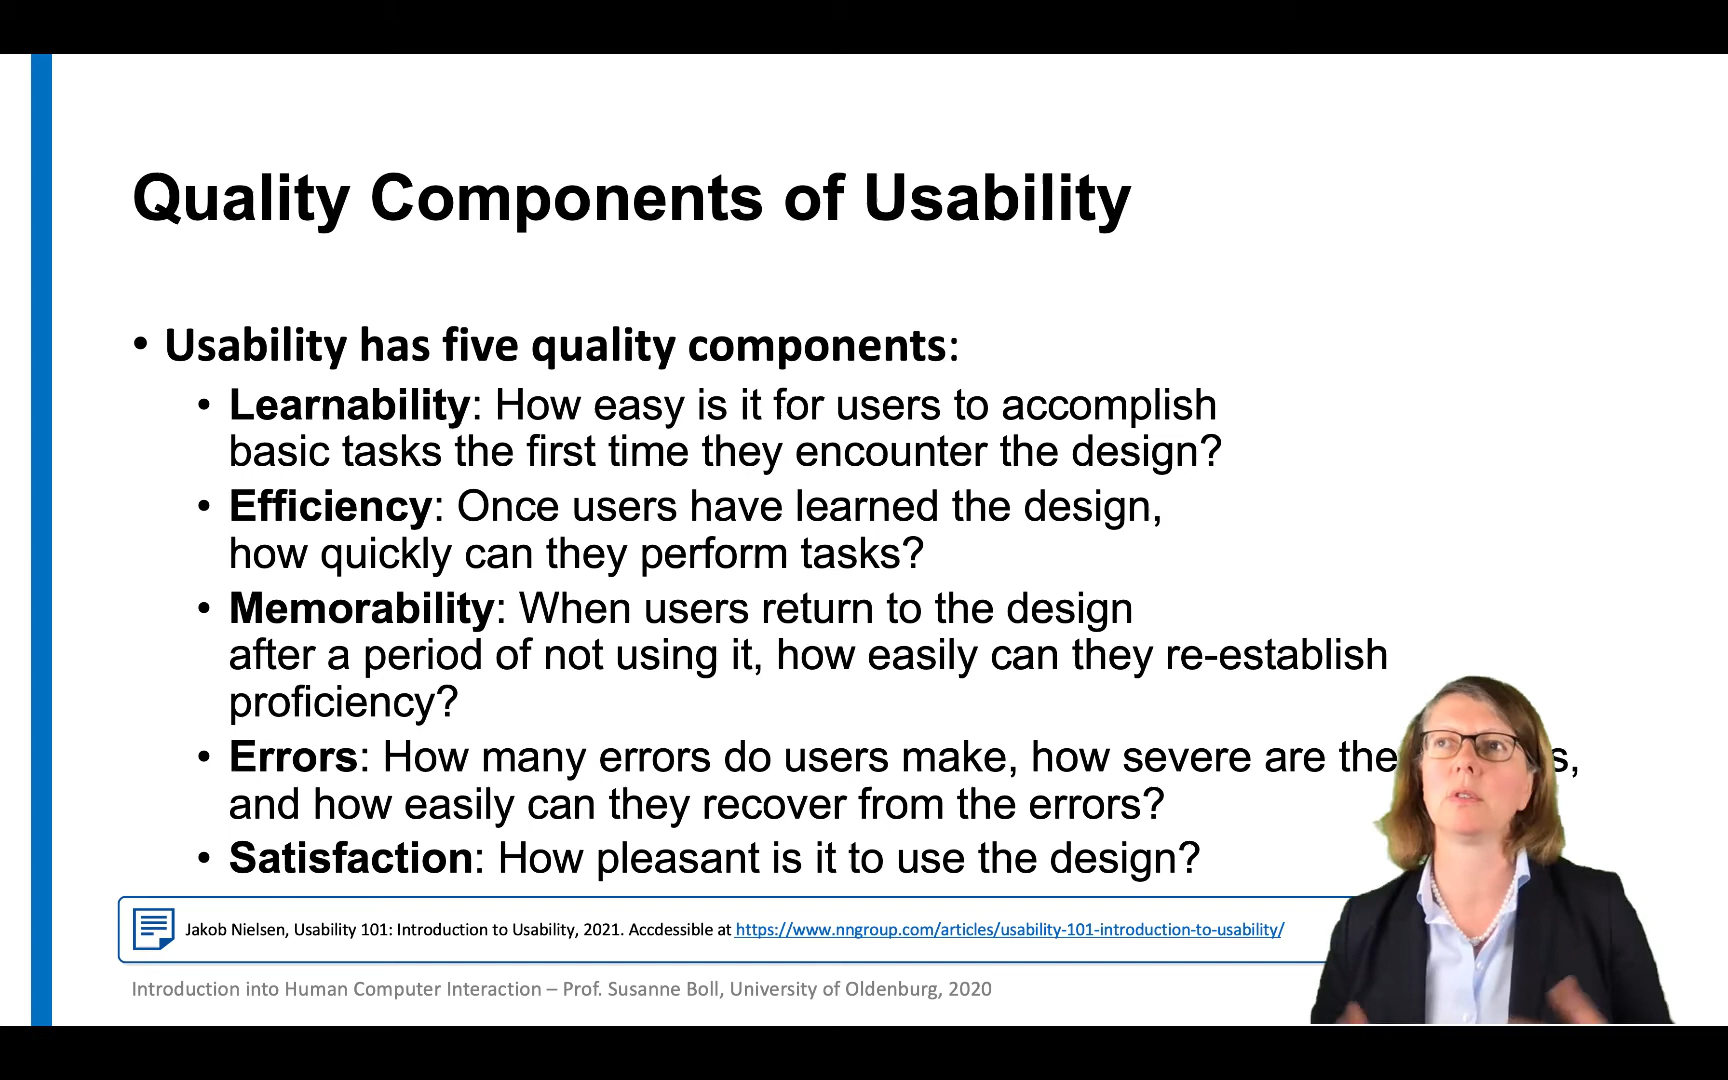 Quality Components of Usability
• Usability has five quality components:
• Learnability: How easy is it for users to accomplish
basic tasks the first time they encounter the design?
• Efficiency: Once users have learned the design,
how quickly can they perform tasks?
• Memorability: When users return to the design
after a period of not using it, how easily can they re-establish
proficiency?
• Errors: How many errors do users make, how severe are
and how easily can they recover from the errors?
• Satisfaction: How pleasant is it to use the design?
Jakob Nielsen, Usability 101: Introduction to Usability, 2021. Accdessible at https://www.nngroup.com/articles/usability-101-introduction-to-usability/
Introduction into Human Computer Interaction – Prof. Susanne Boll, University of Oldenburg, 2020